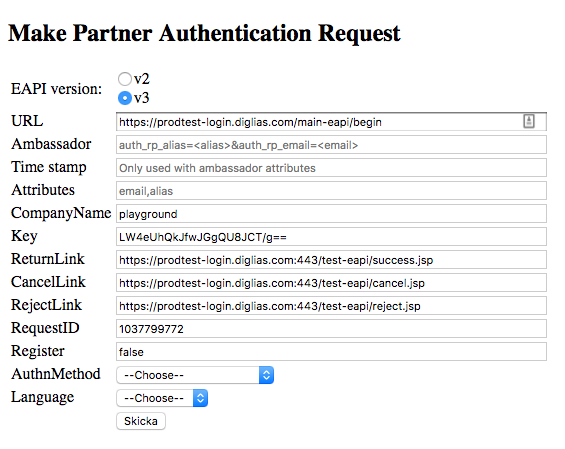 Make Partner Authentication Request
EAPI version:
v2
v3
URL https://prodtest-login.diglias.com/main-eapi/begin
Ambassador auth_rp_alias=<alias>&auth_rp_email=<email>
Time stamp Only used with ambassador attributes
Attributes email,alias
CompanyName playground
Key LW4eUhQkJfwJGgQU8JCT/g==
ReturnLink https://prodtest-login.diglias.com:443/test-eapi/success.jsp
CancelLink https://prodtest-login.diglias.com:443/test-eapi/cancel.jsp
RejectLink https://prodtest-login.diglias.com:443/test-eapi/reject.jsp
RequestID 1037799772
Register false
AuthnMethod --Choose--
Language --Choose--
Skicka